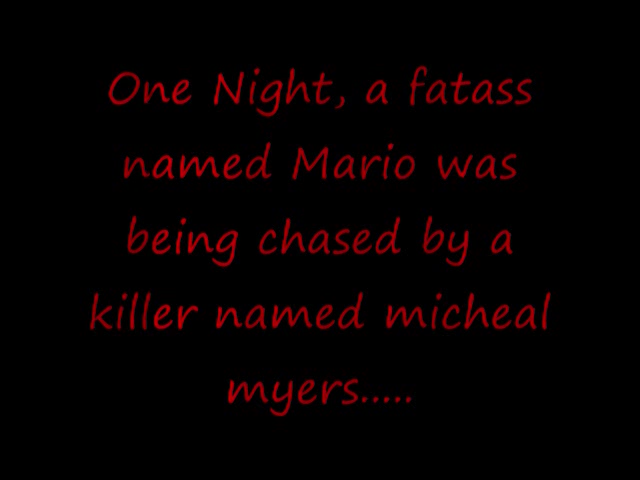 One Night, a fatass
named Mario was
being chased by a
killer named micheal
myers.....